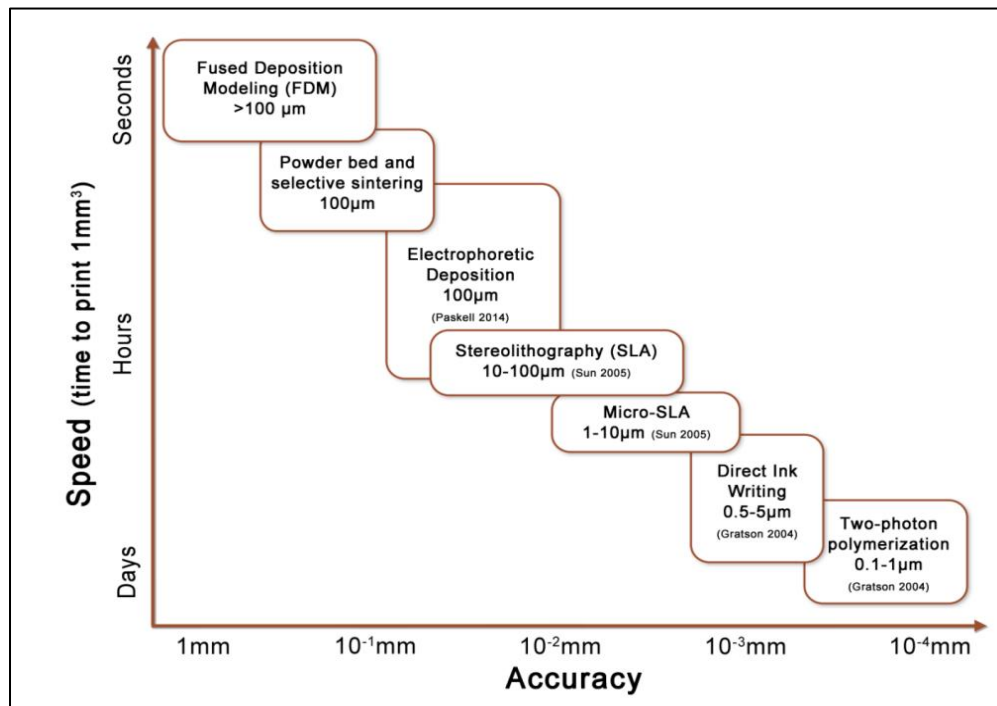 Fused Deposition
Modeling (FDM)
>100 µm
Powder bed and
selective sintering
100µm
Electrophoretic
Deposition
100µm
(Paskell 2014)
Stereolithography (SLA)
10-100µm (Sun 2005)
Micro-SLA
1-10µm (Sun 2005)
Direct Ink
Writing
0.5-5µm
(Gratson 2004)
Two-photon
polymerization
0.1-1µm
(Gratson 2004)
Speed (time to print 1mm³)
Seconds
Hours
Days
1mm
10⁻¹mm
10⁻²mm
10⁻³mm
10⁻⁴mm
Accuracy